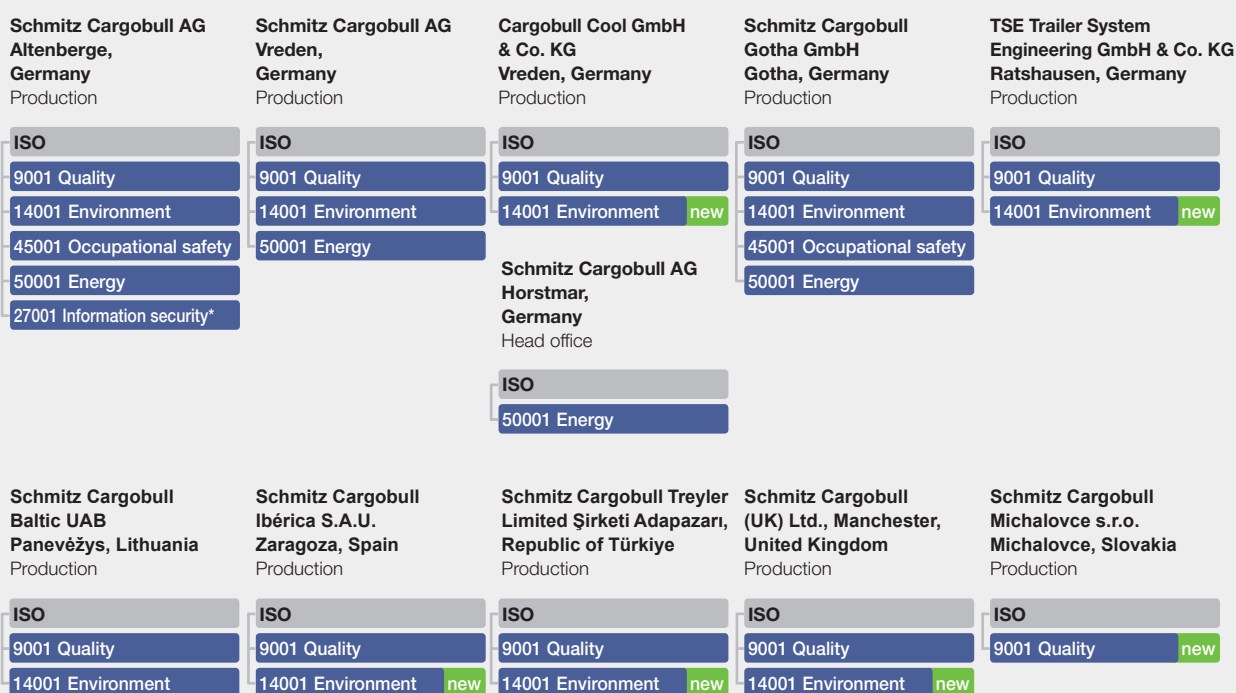 Schmitz Cargobull AG
Altenberge,
Germany
Production
ISO
9001 Quality
14001 Environment
45001 Occupational safety
50001 Energy
27001 Information security*
Schmitz Cargobull AG
Vreden,
Germany
Production
ISO
9001 Quality
14001 Environment
50001 Energy
Cargobull Cool GmbH
& Co. KG
Vreden, Germany
Production
ISO
9001 Quality
14001 Environment new
Schmitz Cargobull AG
Horstmar,
Germany
Head office
ISO
50001 Energy
Schmitz Cargobull
Gotha GmbH
Gotha, Germany
Production
ISO
9001 Quality
14001 Environment
45001 Occupational safety
50001 Energy
TSE Trailer System
Engineering GmbH & Co. KG
Ratshausen, Germany
Production
ISO
9001 Quality
14001 Environment new
Schmitz Cargobull
Baltic UAB
Panevėžys, Lithuania
Production
ISO
9001 Quality
14001 Environment
Schmitz Cargobull
Ibérica S.A.U.
Zaragoza, Spain
Production
ISO
9001 Quality
14001 Environment new
Schmitz Cargobull Treyler
Limited Şirketi Adapazarı,
Republic of Türkiye
Production
ISO
9001 Quality
14001 Environment new
Schmitz Cargobull
(UK) Ltd., Manchester,
United Kingdom
Production
ISO
9001 Quality
14001 Environment new
Schmitz Cargobull
Michalovce s.r.o.
Michalovce, Slovakia
Production
ISO
9001 Quality new